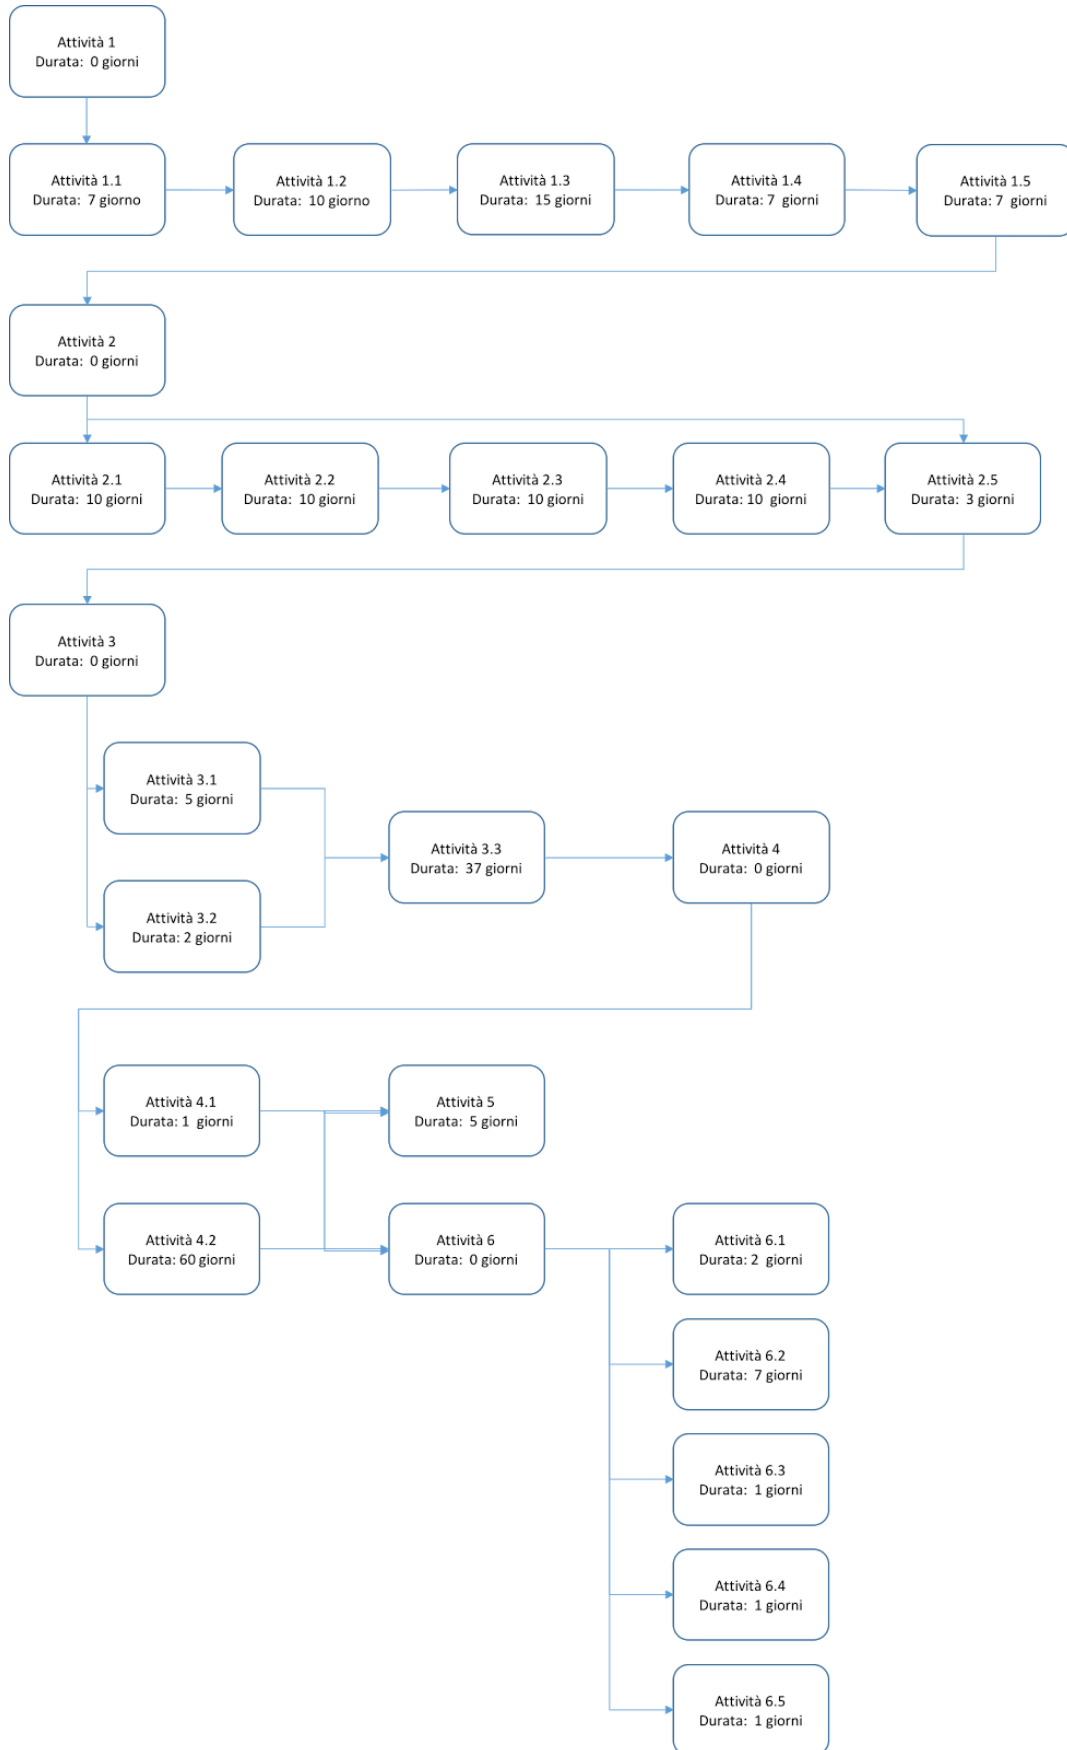 Attività 1
Durata:  0 giorni
Attività 1.1
Durata:  7 giorno
Attività 1.2
Durata:  10 giorno
Attività 1.3
Durata:  15 giorni
Attività 1.4
Durata: 7  giorni
Attività 1.5
Durata: 7  giorni
Attività 2
Durata:  0 giorni
Attività 2.1
Durata:  10 giorni
Attività 2.2
Durata:  10 giorni
Attività 2.3
Durata:  10 giorni
Attività 2.4
Durata:  10  giorni
Attività 2.5
Durata:  3 giorni
Attività 3
Durata:  0 giorni
Attività 3.1
Durata:  5 giorni
Attività 3.2
Durata: 2 giorni
Attività 3.3
Durata:  37 giorni
Attività 4
Durata:  0 giorni
Attività 4.1
Durata: 1  giorni
Attività 5
Durata:  5 giorni
Attività 4.2
Durata: 60 giorni
Attività 6
Durata:  0 giorni
Attività 6.1
Durata:  2  giorni
Attività 6.2
Durata:  7 giorni
Attività 6.3
Durata:  1 giorni
Attività 6.4
Durata:  1 giorni
Attività 6.5
Durata:  1 giorni